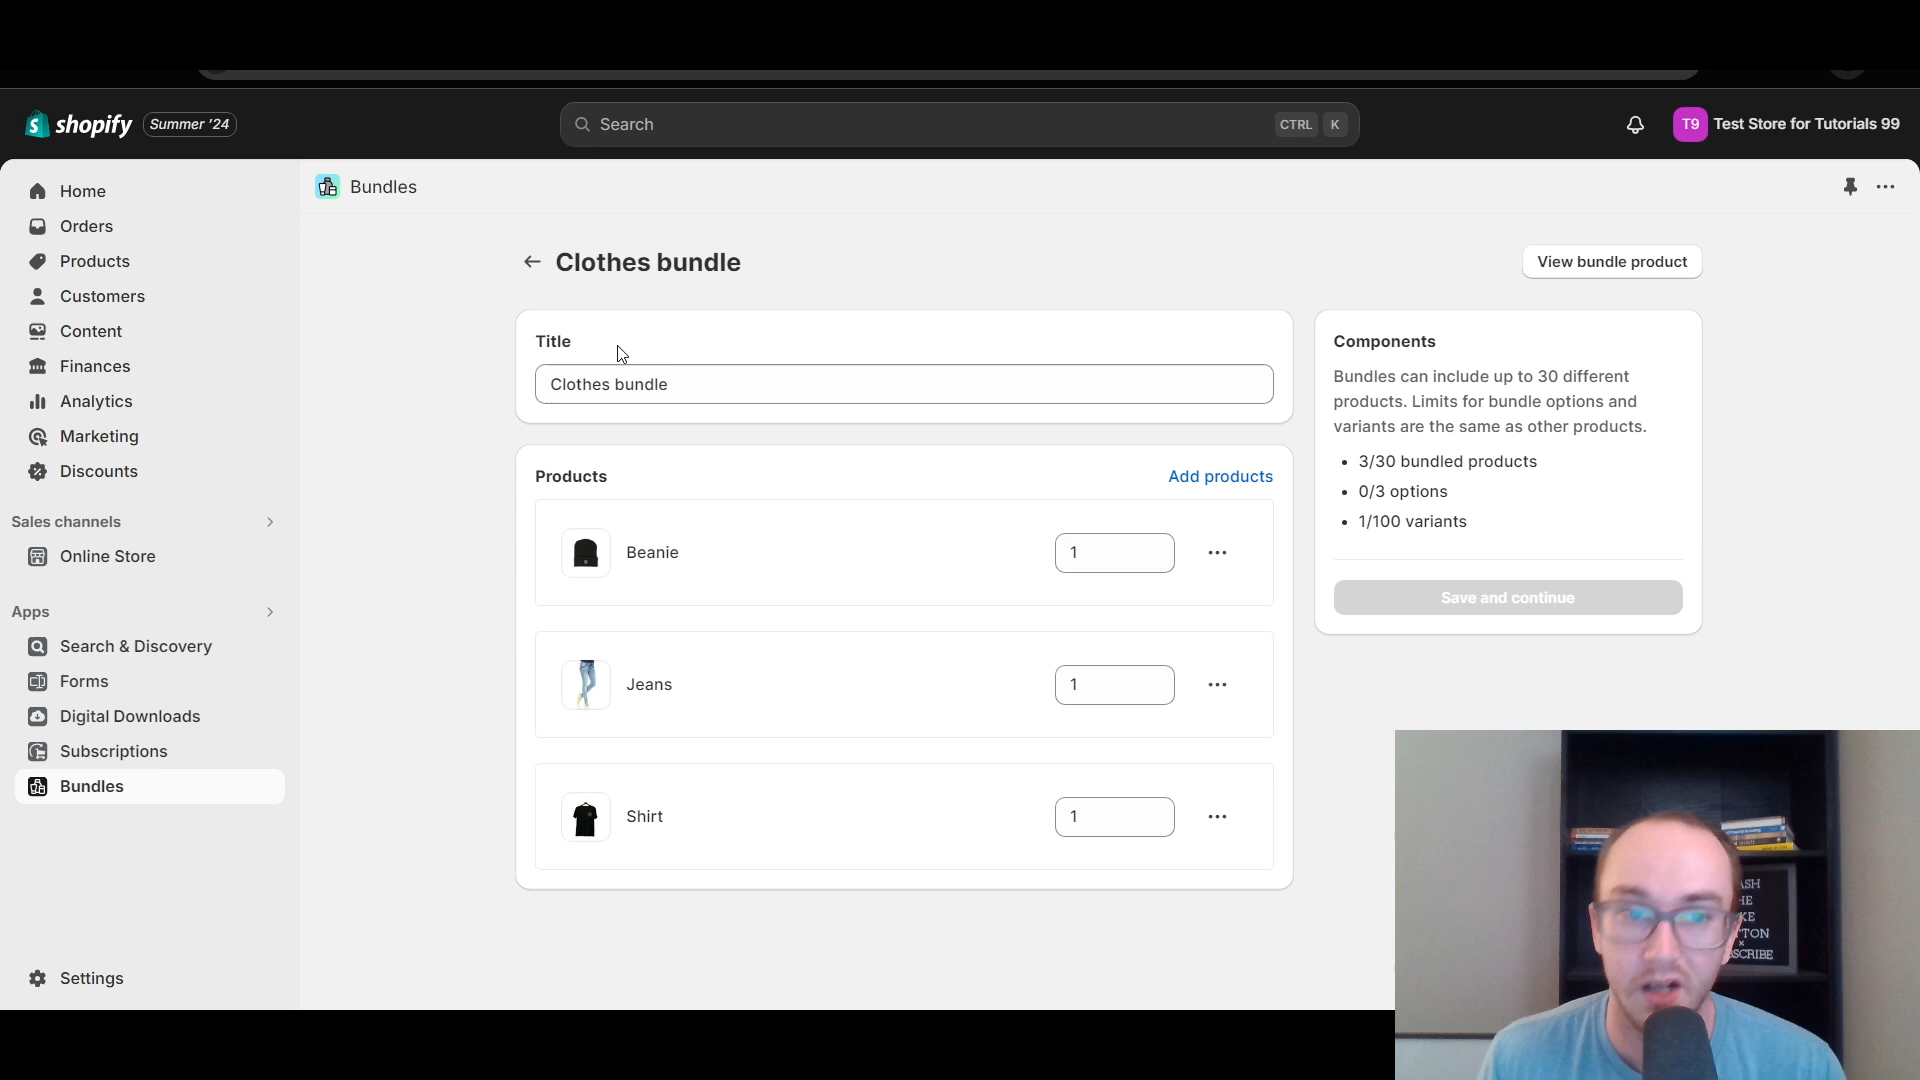 shopify
Summer '24
Search
CTRL K
T9
Test Store for Tutorials 99
Home
Orders
Products
Customers
Content
Finances
Analytics
Marketing
Discounts
Sales channels
Online Store
Apps
Search & Discovery
Forms
Digital Downloads
Subscriptions
Bundles
Settings
Bundles
Clothes bundle
View bundle product
Title
Clothes bundle
Products
Add products
Beanie
1
Jeans
1
Shirt
1
Components
Bundles can include up to 30 different
products. Limits for bundle options and
variants are the same as other products.
• 3/30 bundled products
• 0/3 options
• 1/100 variants
Save and continue